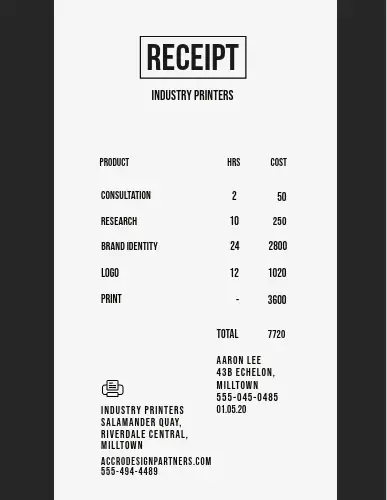 RECEIPT
INDUSTRY PRINTERS
PRODUCT HRS COST
CONSULTATION 2 50
RESEARCH 10 250
BRAND IDENTITY 24 2800
LOGO 12 1020
PRINT - 3600
TOTAL 7720
AARON LEE
43B ECHELON,
MILLTOWN
555-045-0485
01.05.20
INDUSTRY PRINTERS
SALAMANDER QUAY,
RIVERDALE CENTRAL,
MILLTOWN
ACCRODESIGNPARTNERS.COM
555-494-4489